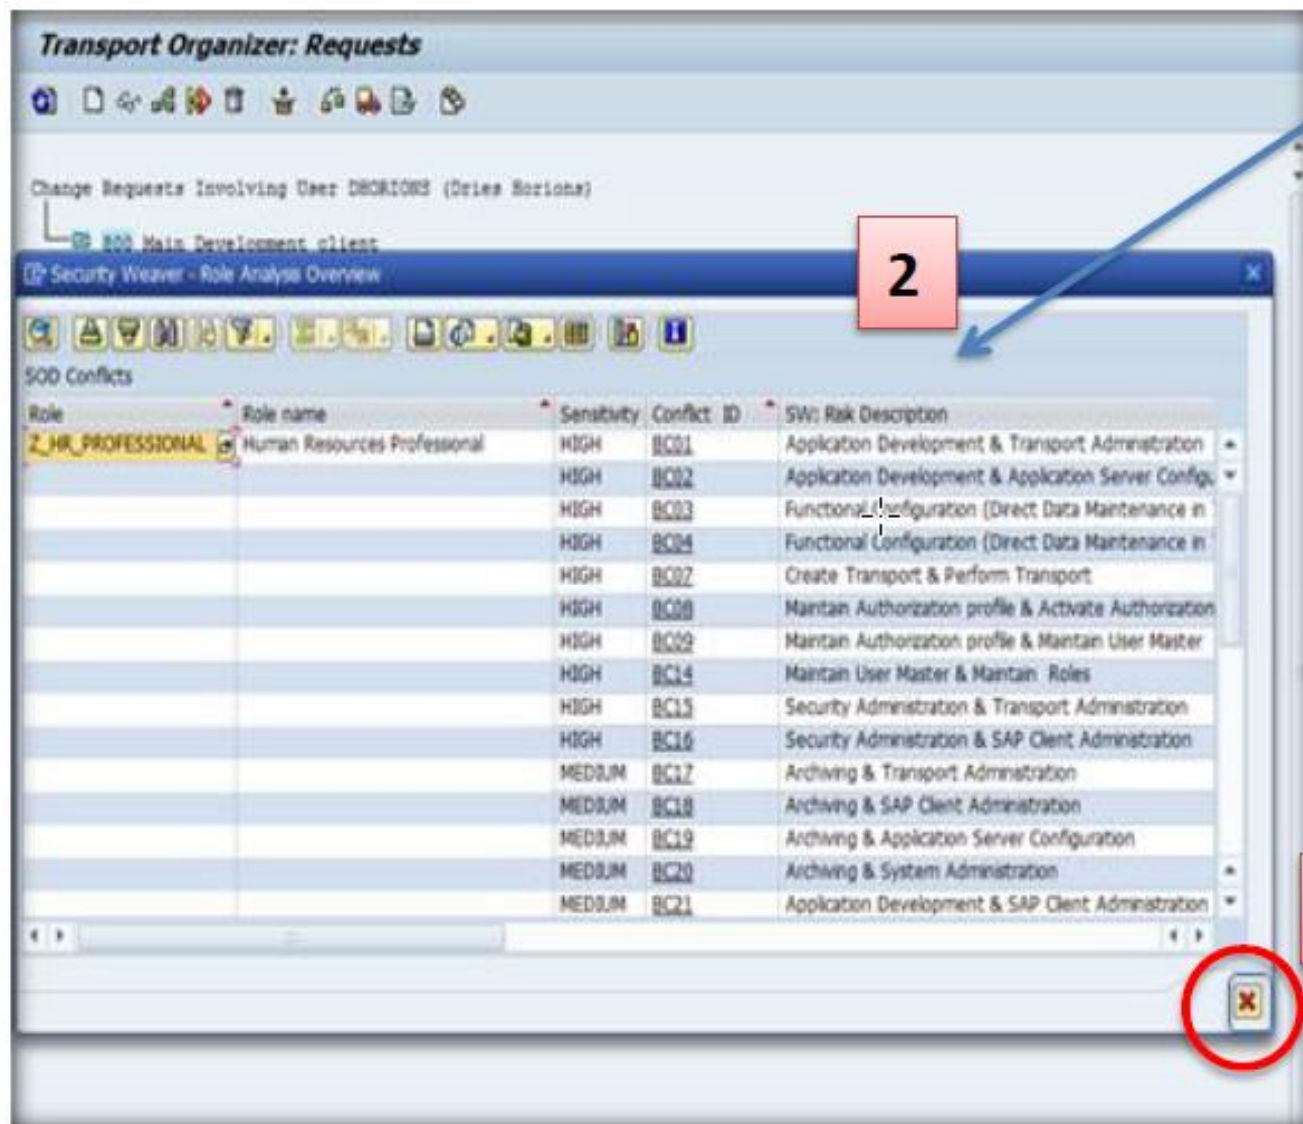 Transport Organizer: Requests
Change Requests Involving User DHORIONS (Dries Horions)
800 Main Development client
Security Weaver - Role Analysis Overview
2
SOD Conflicts
Role Role name Sensitivity Conflict ID SW: Risk Description
Z_HR_PROFESSIONAL Human Resources Professional HIGH BC01 Application Development & Transport Administration
HIGH BC02 Application Development & Application Server Configu
HIGH BC03 Functional Configuration (Direct Data Maintenance in
HIGH BC04 Functional Configuration (Direct Data Maintenance in
HIGH BC07 Create Transport & Perform Transport
HIGH BC08 Maintain Authorization profile & Activate Authorization
HIGH BC09 Maintain Authorization profile & Maintain User Master
HIGH BC14 Maintain User Master & Maintain Roles
HIGH BC15 Security Administration & Transport Administration
HIGH BC16 Security Administration & SAP Client Administration
MEDIUM BC17 Archiving & Transport Administration
MEDIUM BC18 Archiving & SAP Client Administration
MEDIUM BC19 Archiving & Application Server Configuration
MEDIUM BC20 Archiving & System Administration
MEDIUM BC21 Application Development & SAP Client Administration